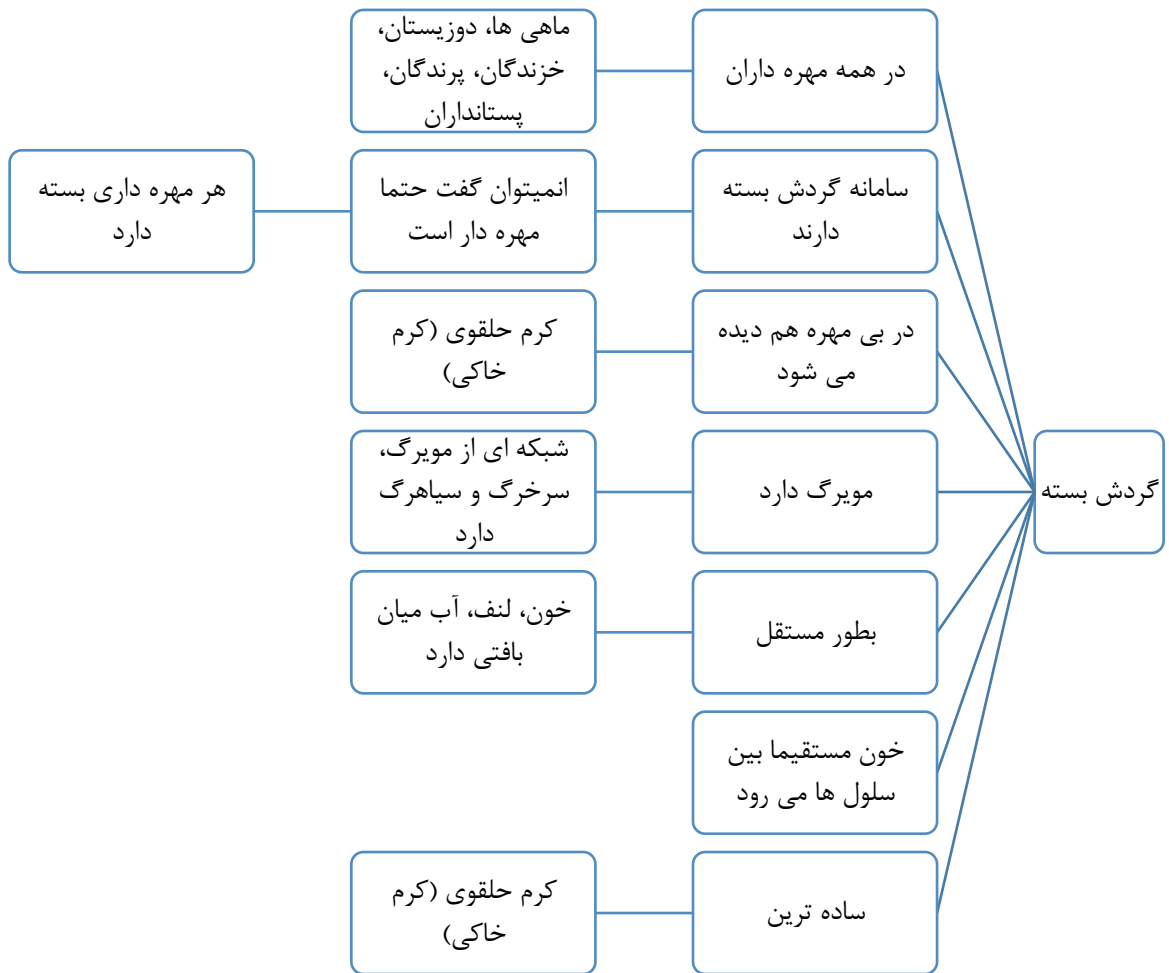 گردش بسته
در همه مهره داران
ماهی ها، دوزیستان،
خزندگان، پرندگان،
پستانداران
سامانه گردش بسته
دارند
انمیتوان گفت حتما
مهره دار است
هر مهره داری بسته
دارد
در بی مهره هم دیده
می شود
کرم حلقوی (کرم
خاکی)
مویرگ دارد
شبکه ای از مویرگ،
سرخرگ و سیاهرگ
دارد
بطور مستقل
خون، لنف، آب میان
بافتی دارد
خون مستقیما بین
سلول ها می رود
ساده ترین
کرم حلقوی (کرم
خاکی)